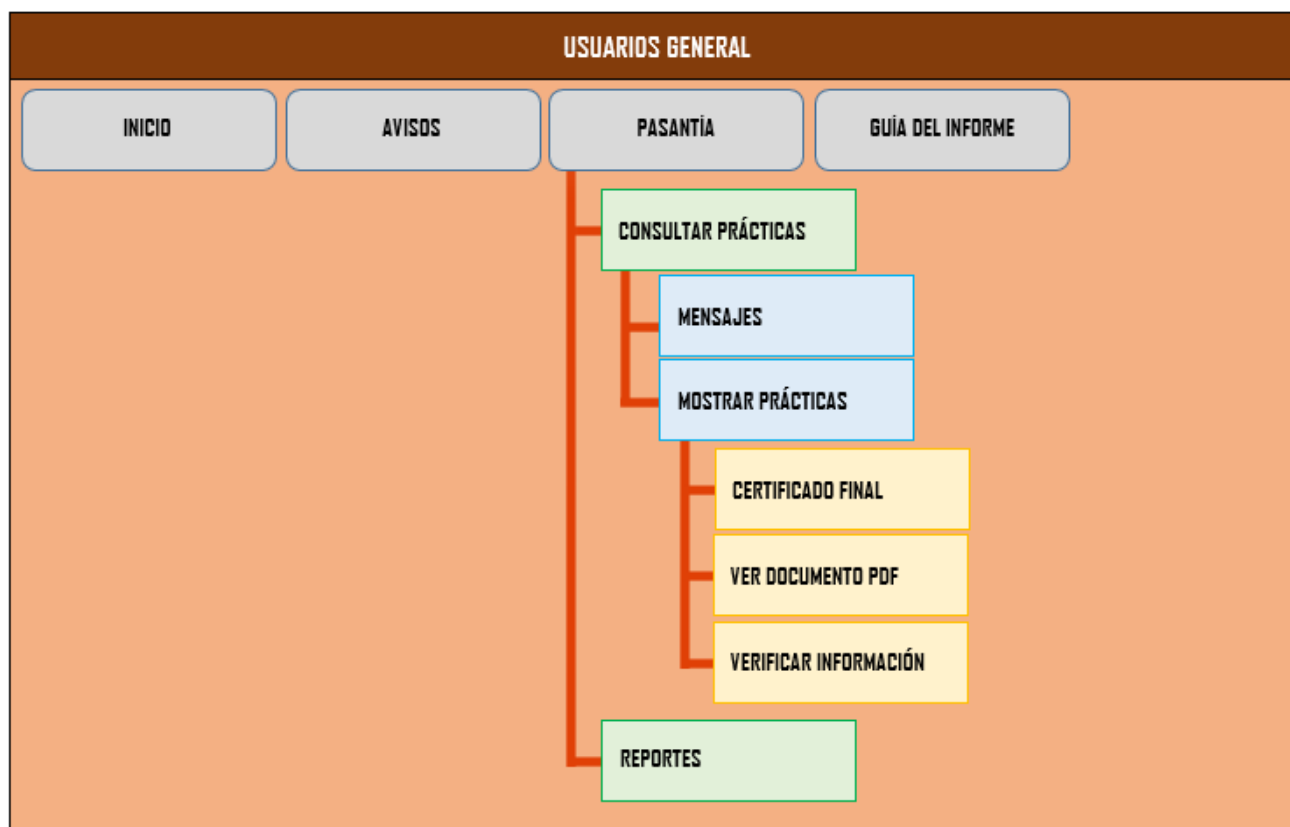 USUARIOS GENERAL
INICIO
AVISOS
PASANTÍA
GUÍA DEL INFORME
CONSULTAR PRÁCTICAS
MENSAJES
MOSTRAR PRÁCTICAS
CERTIFICADO FINAL
VER DOCUMENTO PDF
VERIFICAR INFORMACIÓN
REPORTES